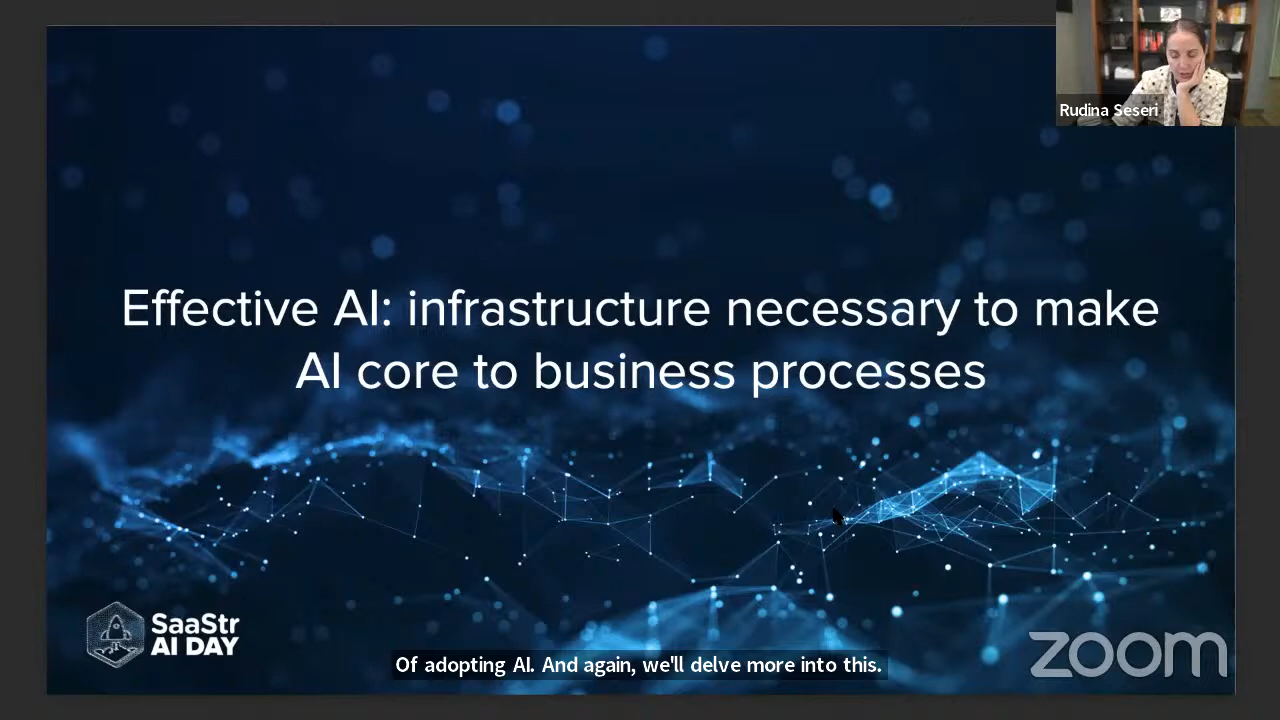 Rudina Seseri
Effective AI: infrastructure necessary to make
AI core to business processes
SaaStr
AI DAY
Of adopting AI. And again, we'll delve more into this.
zoom